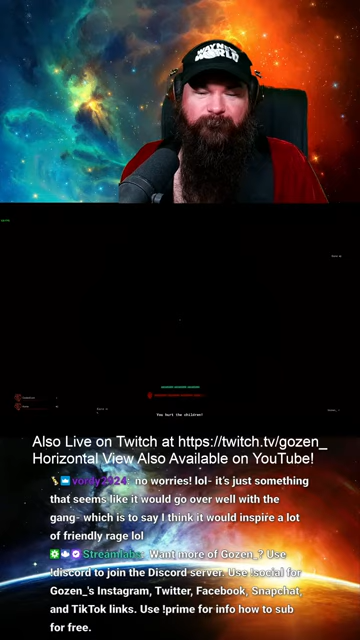 WAYNE'S
WORLD
You hurt the children?
Also Live on Twitch at https://twitch.tv/gozen_
Horizontal View Also Available on YouTube!
vordy2924: no worries! lol- it's just something
that seems like it would go over well with the
gang- which is to say I think it would inspire a lot
of friendly rage lol
Streamlabs: Want more of Gozen_? Use
!discord to join the Discord server. Use !social for
Gozen_'s Instagram, Twitter, Facebook, Snapchat,
and TikTok links. Use !prime for info how to sub
for free.